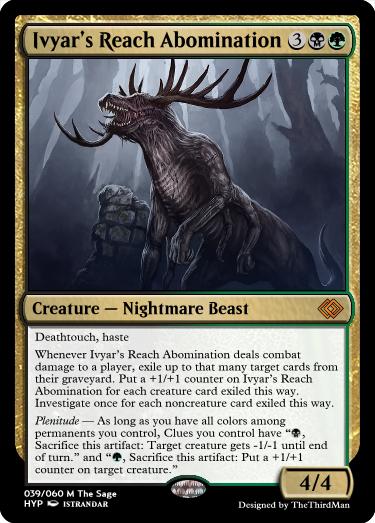 Ivyar's Reach Abomination 3
Creature — Nightmare Beast
Deathtouch, haste
Whenever Ivyar's Reach Abomination deals combat
damage to a player, exile up to that many target cards from
their graveyard. Put a +1/+1 counter on Ivyar's Reach
Abomination for each creature card exiled this way.
Investigate once for each noncreature card exiled this way.
Plenitude — As long as you have all colors among
permanents you control, Clues you control have “,
Sacrifice this artifact: Target creature gets -1/-1 until end
of turn.” and “, Sacrifice this artifact: Put a +1/+1
counter on target creature.”
4/4
039/060 M The Sage
HYP ISTRANDAR
Designed by TheThirdMan